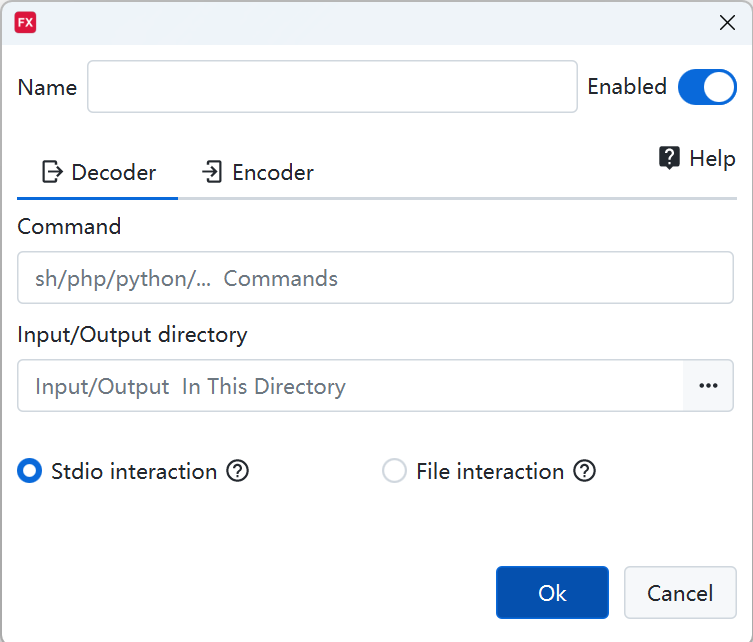 FX
Name
Enabled
Decoder
Encoder
Help
Command
sh/php/python/... Commands
Input/Output directory
Input/Output In This Directory
Stdio interaction
File interaction
Ok
Cancel